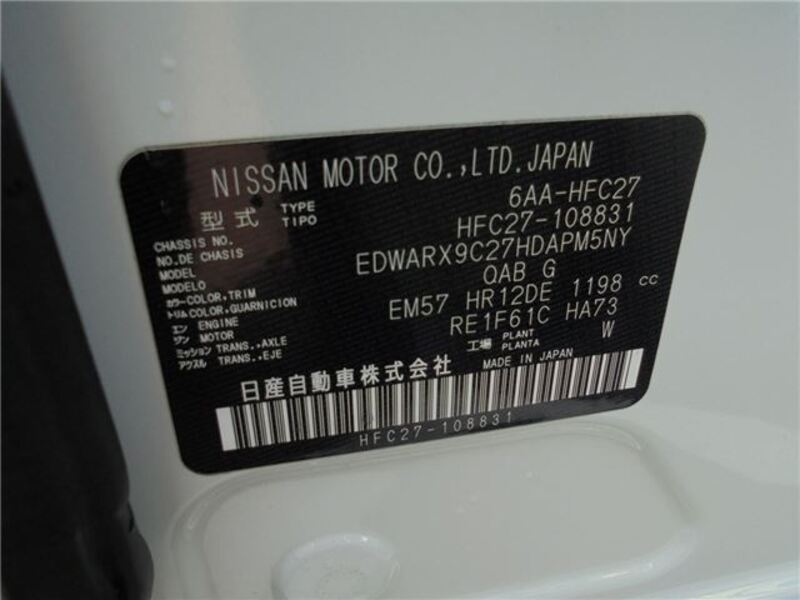 NISSAN MOTOR CO.,LTD.JAPAN
型式 TYPE TIPO 6AA-HFC27
CHASSIS NO. NO.DE CHASIS HFC27-108831
MODEL MODELO EDWARX9C27HDAPM5NY
カラー COLOR,TRIM トリム COLOR,GUARNICION QAB G
エンジン ENGINE MOTOR EM57 HR12DE 1198 cc
ミッション TRANS.,AXLE アクスル TRANS.,EJE RE1F61C HA73
工場 PLANT PLANTA W
日産自動車株式会社 MADE IN JAPAN
HFC27-108831